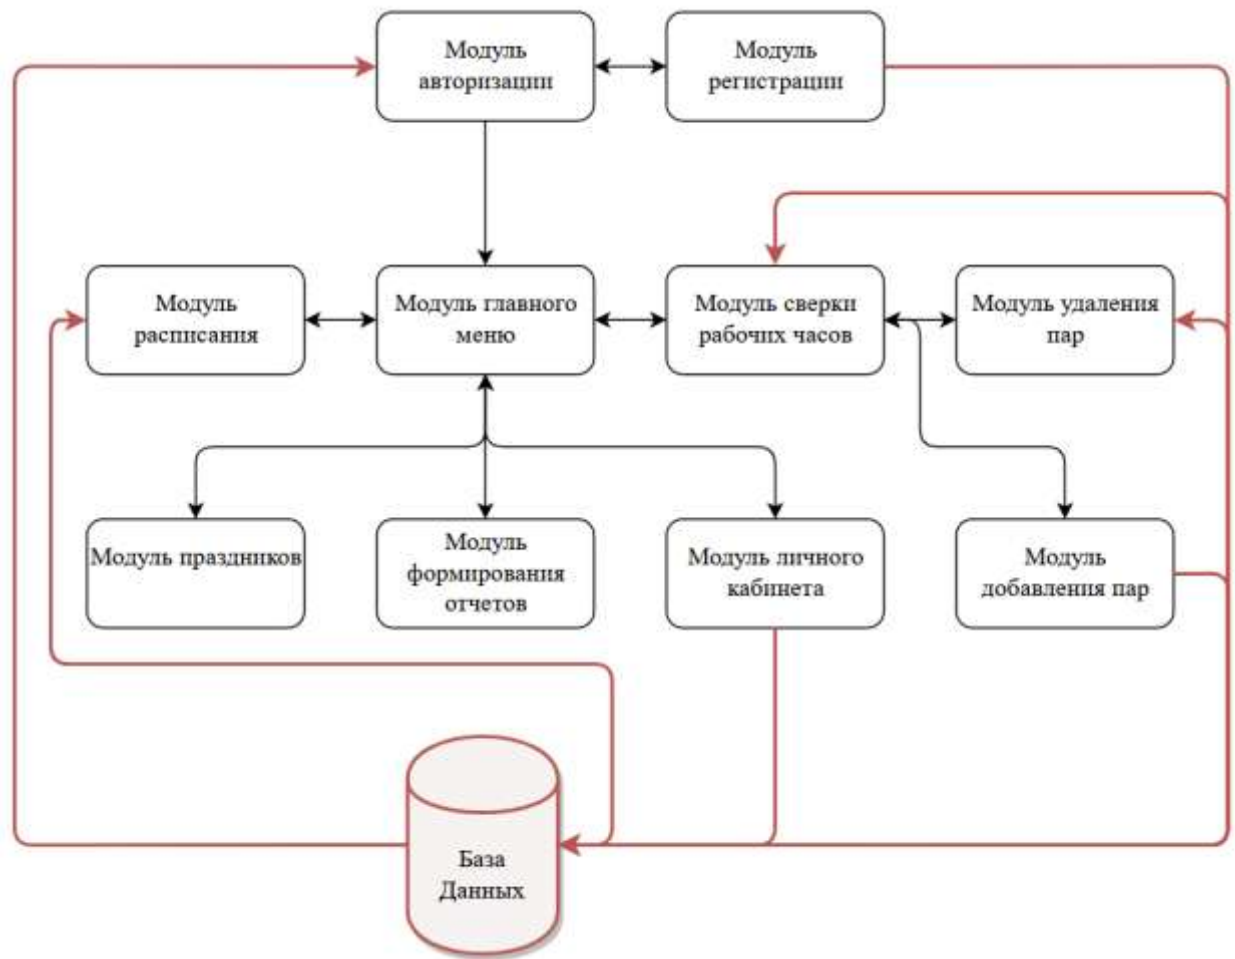 Модуль
авторизации
Модуль
регистрации
Модуль
расписания
Модуль главного
меню
Модуль сверки
рабочих часов
Модуль удаления
пар
Модуль праздников
Модуль
формирования
отчетов
Модуль личного
кабинета
Модуль
добавления пар
База
Данных